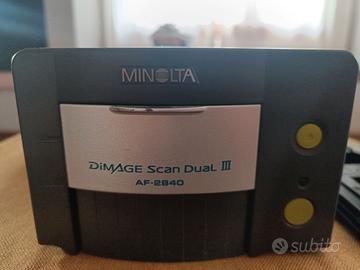 MINOLTA
DiMAGE Scan Dual III
AF-2840
subito